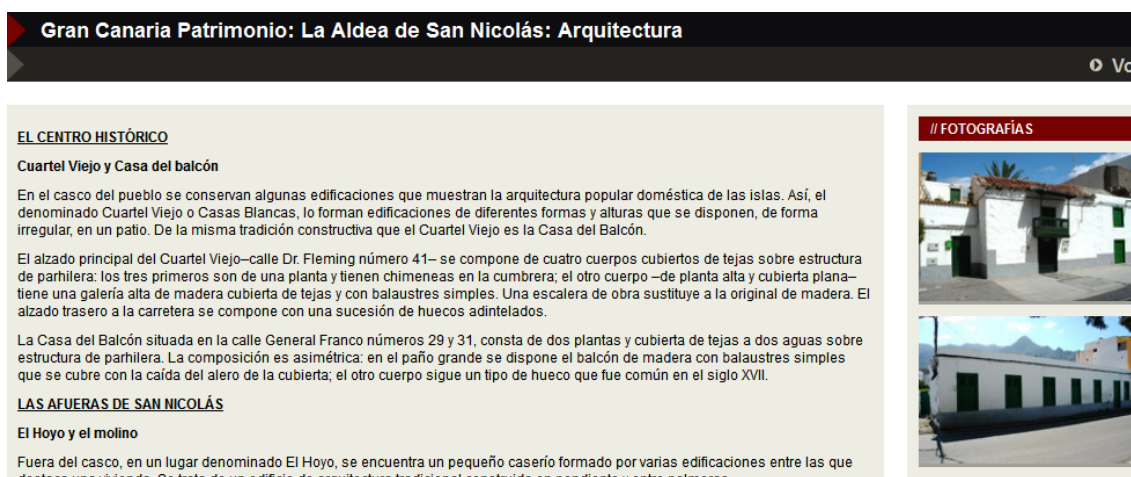 Gran Canaria Patrimonio: La Aldea de San Nicolás: Arquitectura
EL CENTRO HISTÓRICO
Cuartel Viejo y Casa del balcón
En el casco del pueblo se conservan algunas edificaciones que muestran la arquitectura popular doméstica de las islas. Así, el
denominado Cuartel Viejo o Casas Blancas, lo forman edificaciones de diferentes formas y alturas que se disponen, de forma
irregular, en un patio. De la misma tradición constructiva que el Cuartel Viejo es la Casa del Balcón.
El alzado principal del Cuartel Viejo–calle Dr. Fleming número 41– se compone de cuatro cuerpos cubiertos de tejas sobre estructura
de parhilera: los tres primeros son de una planta y tienen chimeneas en la cumbrera; el otro cuerpo –de planta alta y cubierta plana–
tiene una galería alta de madera cubierta de tejas y con balaustres simples. Una escalera de obra sustituye a la original de madera. El
alzado trasero a la carretera se compone con una sucesión de huecos adintelados.
La Casa del Balcón situada en la calle General Franco números 29 y 31, consta de dos plantas y cubierta de tejas a dos aguas sobre
estructura de parhilera. La composición es asimétrica: en el paño grande se dispone el balcón de madera con balaustres simples
que se cubre con la caída del alero de la cubierta; el otro cuerpo sigue un tipo de hueco que fue común en el siglo XVII.
LAS AFUERAS DE SAN NICOLÁS
El Hoyo y el molino
Fuera del casco, en un lugar denominado El Hoyo, se encuentra un pequeño caserío formado por varias edificaciones entre las que
// FOTOGRAFÍAS